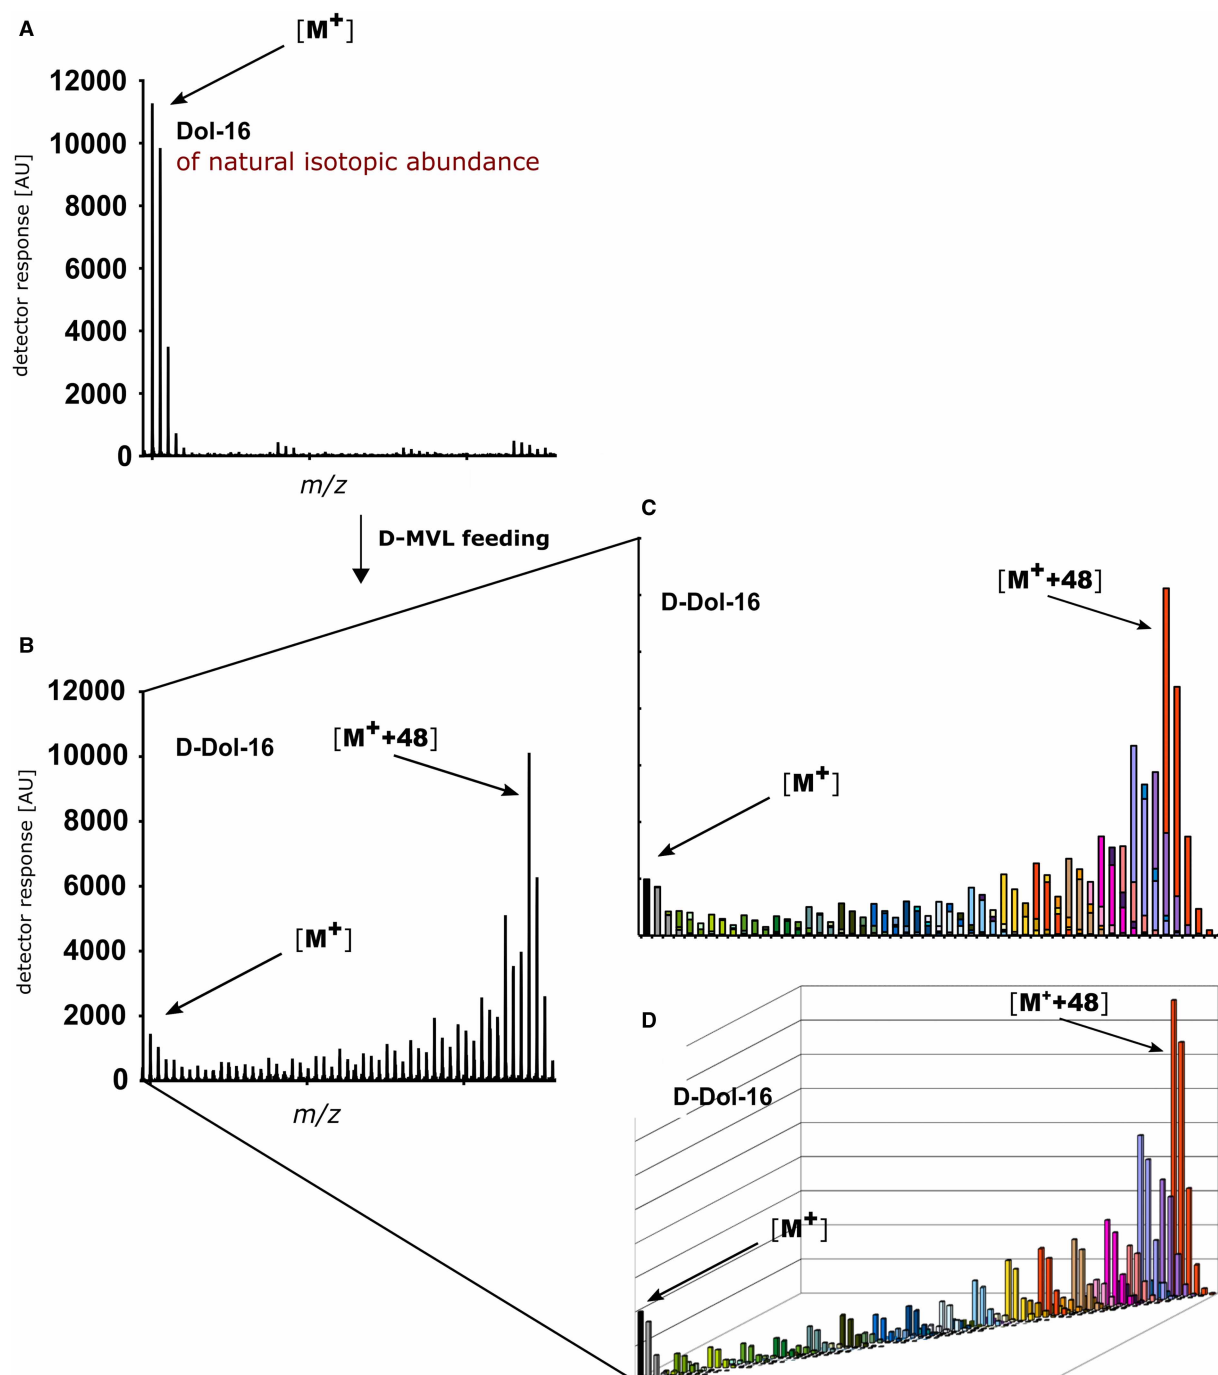 A
[M+]
12000
10000
8000
6000
4000
2000
0
detector response [AU]
Dol-16
of natural isotopic abundance
m/z
D-MVL feeding
B
12000
10000
8000
6000
4000
2000
0
detector response [AU]
D-Dol-16
[M++48]
[M+]
m/z
C
D-Dol-16
[M++48]
[M+]
D
[M++48]
D-Dol-16
[M+]